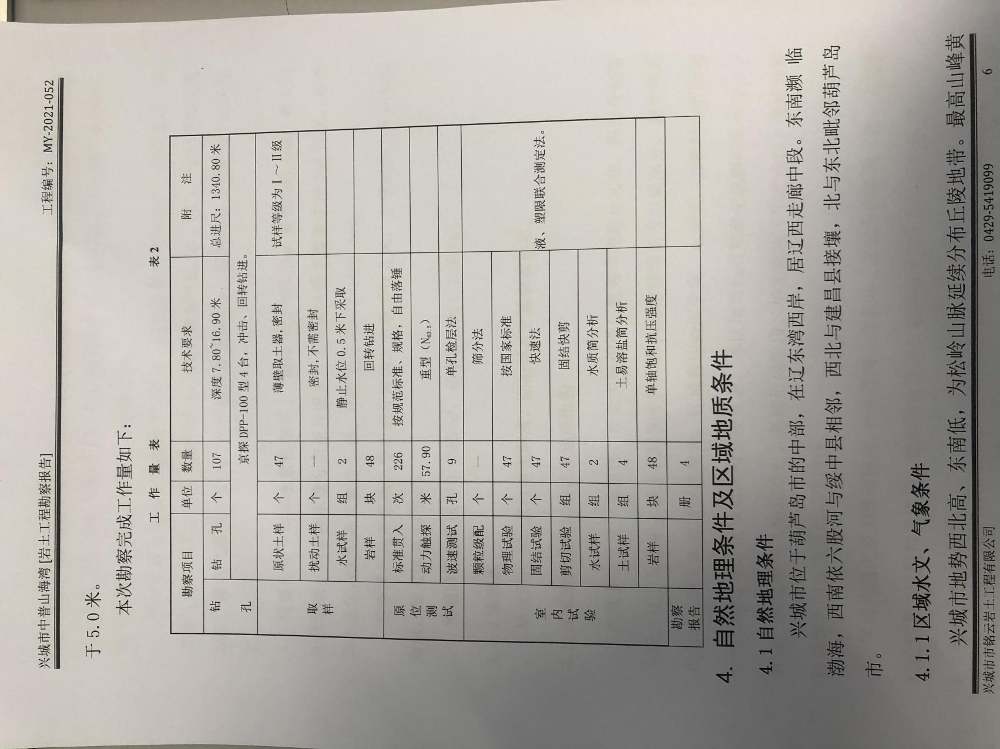 兴城市中普山海湾[岩土工程勘察报告] 工程编号：MY-2021-052
于 5.0 米。
本次勘察完成工作量如下：
工 作 量 表 表 2
勘察项目 单位 数量 技术要求 附 注
钻孔 钻 孔 个 107 深度 7.80~16.90 米 总进尺：1340.80 米
京探 DPP-100 型 4 台，冲击、回转钻进。
取样 原状土样 个 47 薄壁取土器,密封 试样等级为Ⅰ～Ⅱ级
扰动土样 个 -- 密封,不需密封
水试样 组 2 静止水位 0.5 米下采取
岩样 块 48 回转钻进
原位测试 标准贯入 次 226 按规范标准、规格，自由落锤
动力触探 米 57.90 重型（N63.5）
波速测试 孔 9 单孔检层法
室内试验 颗粒级配 个 -- 筛分法 液、塑限联合测定法。
物理试验 个 47 按国家标准
固结试验 个 47 快速法
剪切试验 组 47 固结快剪
水试样 组 2 水质简分析
土试样 组 4 土易溶盐简分析
岩样 块 48 单轴饱和抗压强度
勘察报告 册 4
4. 自然地理条件及区域地质条件
4.1 自然地理条件
兴城市位于葫芦岛市的中部，在辽东湾西岸，居辽西走廊中段。东南濒 临
渤海，西南依六股河与绥中县相邻，西北与建昌县接壤，北与东北毗邻葫芦岛
市。
4.1.1 区域水文、气象条件
兴城市地势西北高、东南低，为松岭山脉延续分布丘陵地带。最高山峰黄
兴城市市铭云岩土工程有限公司 电话：0429-5419099 6